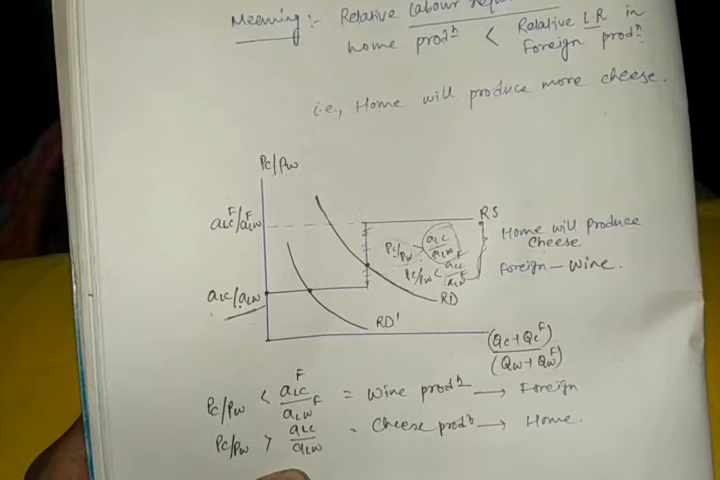 Meaning:- Relative labour
home prodⁿ < Relative LR in
Foreign prodⁿ
i.e., Home will produce more cheese.
Pc/Pw
aLc^F/aLw^F
RS
Home will produce
cheese
Foreign – Wine.
Pc/Pw > aLc/aLw
Pc/Pw < aLc^F/aLw^F
aLc/aLw
RD
RD'
(Qc+Qc^F)/(Qw+Qw^F)
Pc/Pw < aLc^F/aLw^F = Wine prodⁿ → Foreign
Pc/Pw > aLc/aLw = Cheese prodⁿ → Home.